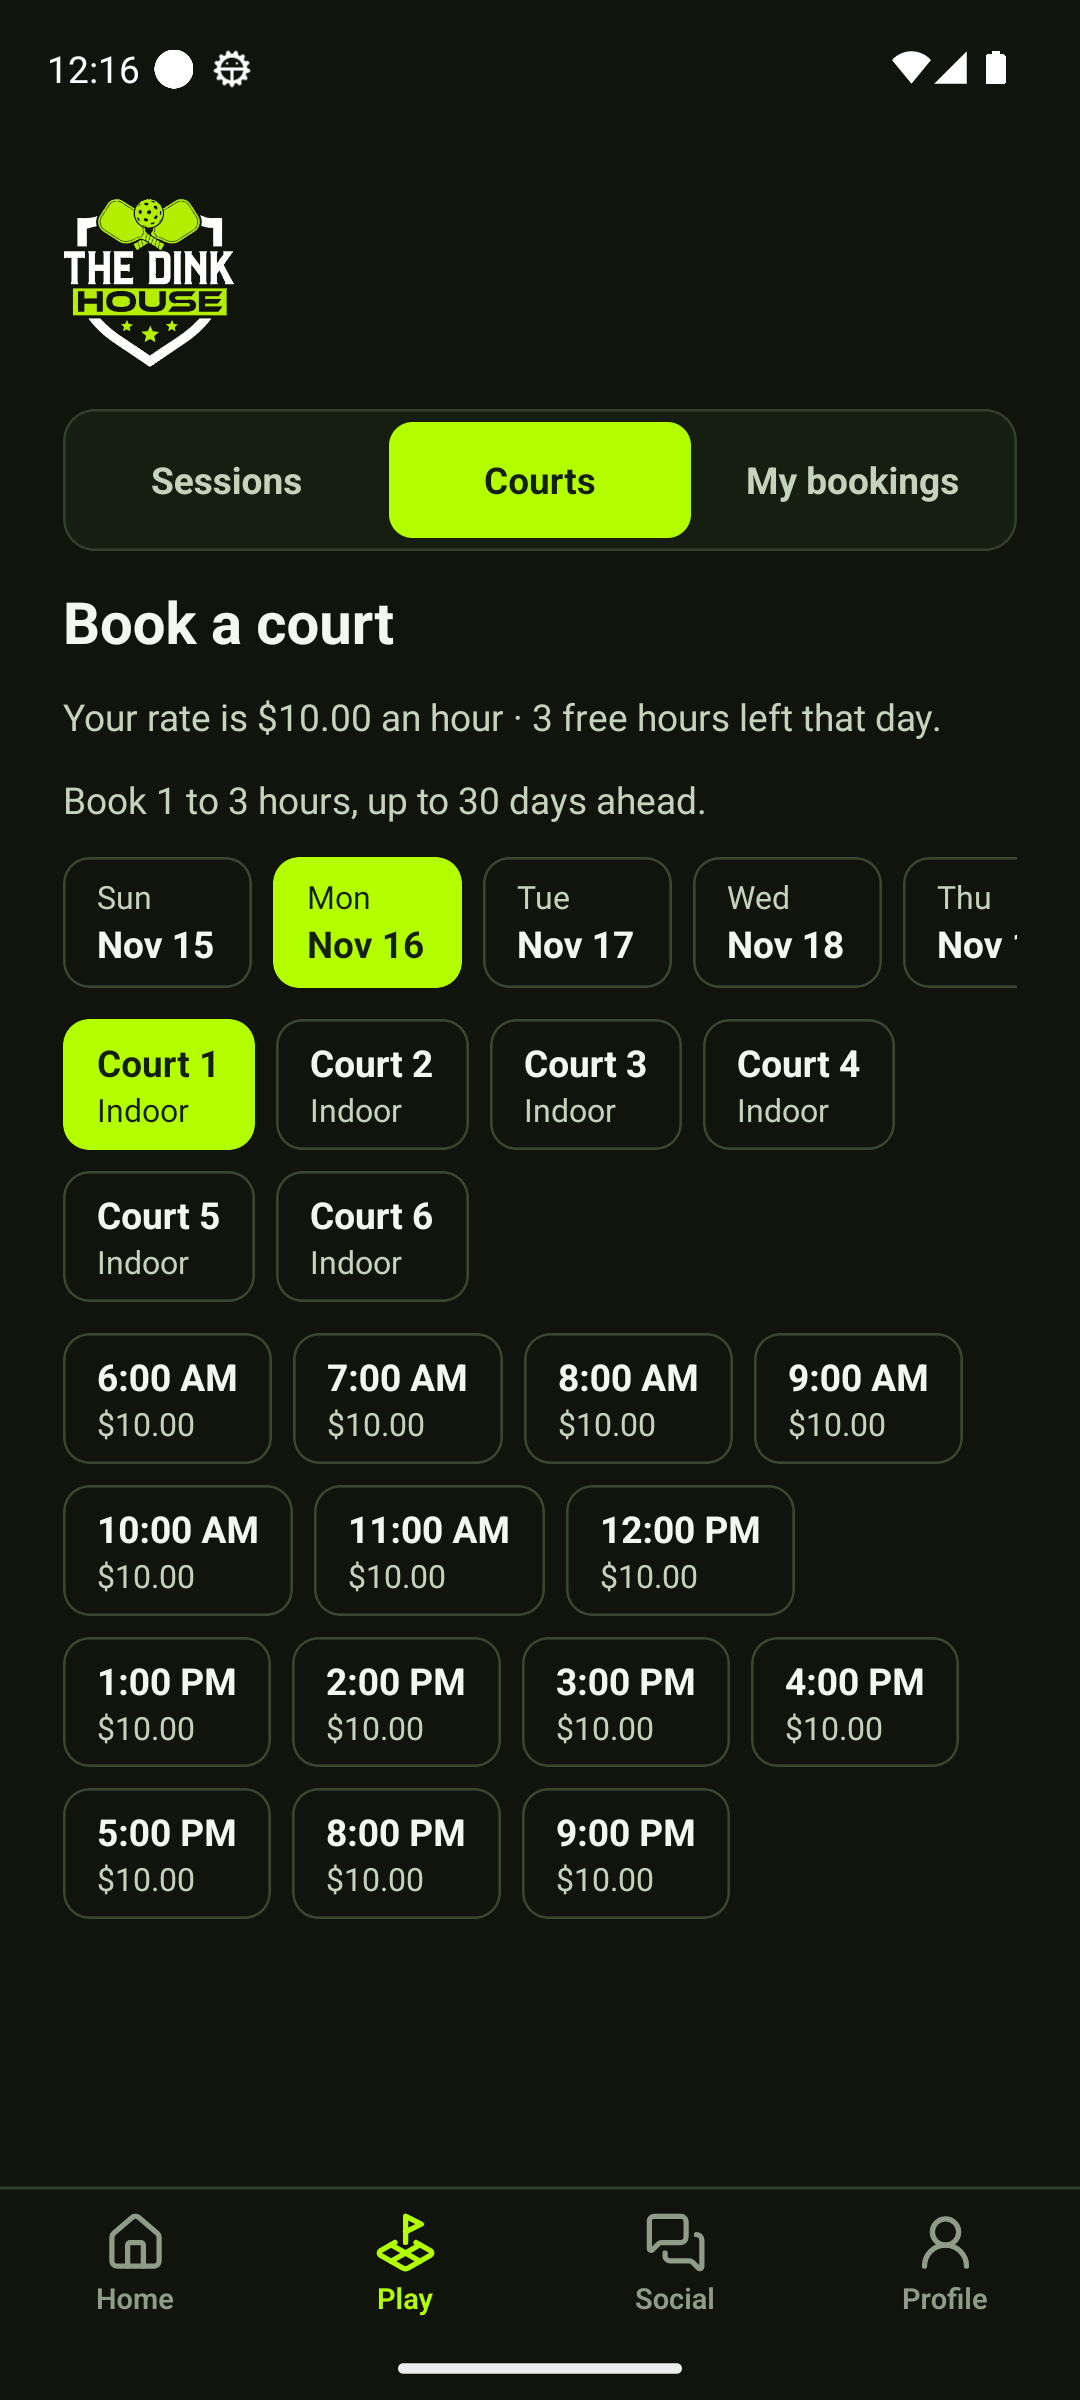 12:16
THE DINK
HOUSE
Sessions Courts My bookings
Book a court
Your rate is $10.00 an hour · 3 free hours left that day.
Book 1 to 3 hours, up to 30 days ahead.
Sun Mon Tue Wed Thu
Nov 15 Nov 16 Nov 17 Nov 18 Nov
Court 1 Court 2 Court 3 Court 4
Indoor Indoor Indoor Indoor
Court 5 Court 6
Indoor Indoor
6:00 AM 7:00 AM 8:00 AM 9:00 AM
$10.00 $10.00 $10.00 $10.00
10:00 AM 11:00 AM 12:00 PM
$10.00 $10.00 $10.00
1:00 PM 2:00 PM 3:00 PM 4:00 PM
$10.00 $10.00 $10.00 $10.00
5:00 PM 8:00 PM 9:00 PM
$10.00 $10.00 $10.00
Home Play Social Profile